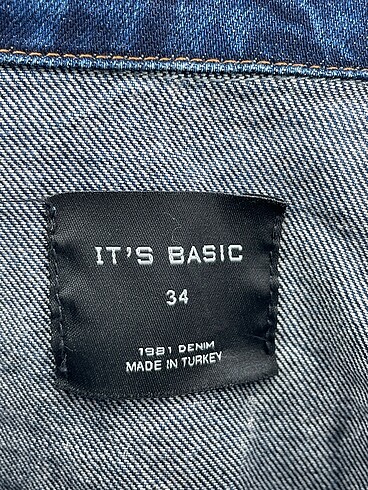 IT'S BASIC
34
1981 DENIM
MADE IN TURKEY